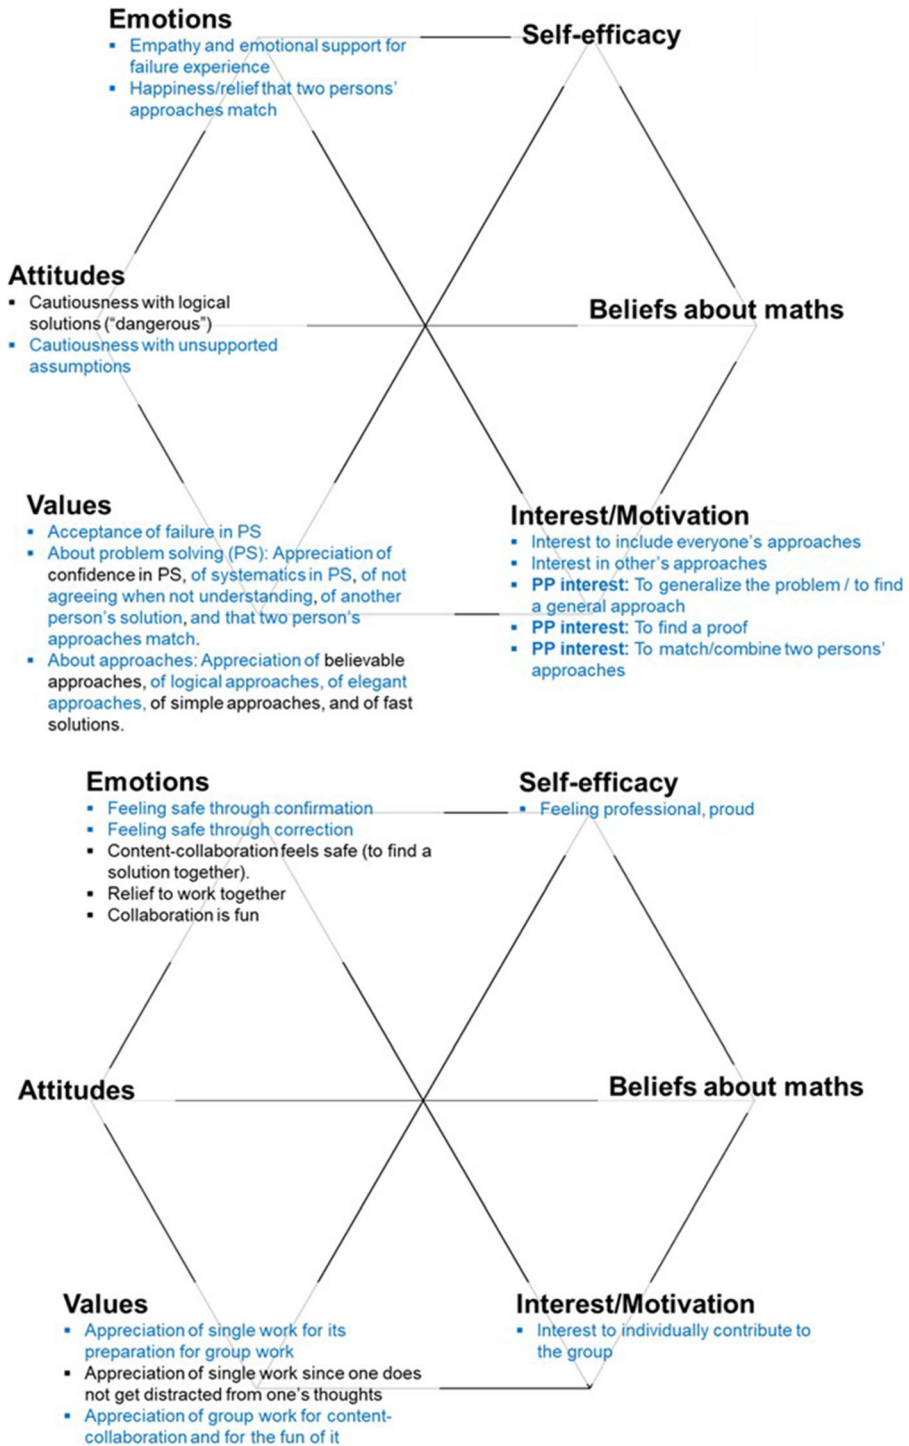 Emotions
▪ Empathy and emotional support for
failure experience
▪ Happiness/relief that two persons'
approaches match
Self-efficacy
Attitudes
▪ Cautiousness with logical
solutions ("dangerous")
▪ Cautiousness with unsupported
assumptions
Beliefs about maths
Values
▪ Acceptance of failure in PS
▪ About problem solving (PS): Appreciation of
confidence in PS, of systematics in PS, of not
agreeing when not understanding, of another
person's solution, and that two person's
approaches match.
▪ About approaches: Appreciation of believable
approaches, of logical approaches, of elegant
approaches, of simple approaches, and of fast
solutions.
Interest/Motivation
▪ Interest to include everyone's approaches
▪ Interest in other's approaches
▪ PP interest: To generalize the problem / to find
a general approach
▪ PP interest: To find a proof
▪ PP interest: To match/combine two persons'
approaches
Emotions
▪ Feeling safe through confirmation
▪ Feeling safe through correction
▪ Content-collaboration feels safe (to find a
solution together).
▪ Relief to work together
▪ Collaboration is fun
Self-efficacy
▪ Feeling professional, proud
Attitudes
Beliefs about maths
Values
▪ Appreciation of single work for its
preparation for group work
▪ Appreciation of single work since one does
not get distracted from one's thoughts
▪ Appreciation of group work for content-
collaboration and for the fun of it
Interest/Motivation
▪ Interest to individually contribute to
the group